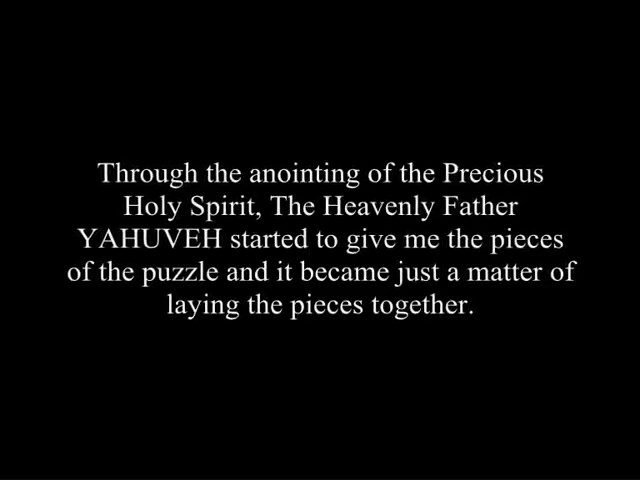 Through the anointing of the Precious
Holy Spirit, The Heavenly Father
YAHUVEH started to give me the pieces
of the puzzle and it became just a matter of
laying the pieces together.